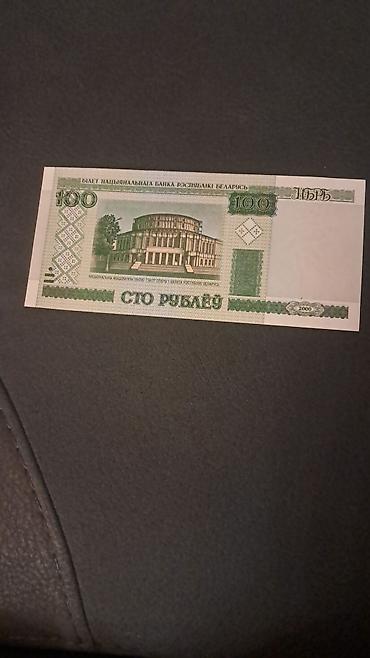 БІЛЕТ НАЦЫЯНАЛЬНАГА БАНКА РЭСПУБЛІКІ БЕЛАРУСЬ
100 100
СТО РУБЛЁЎ
2000